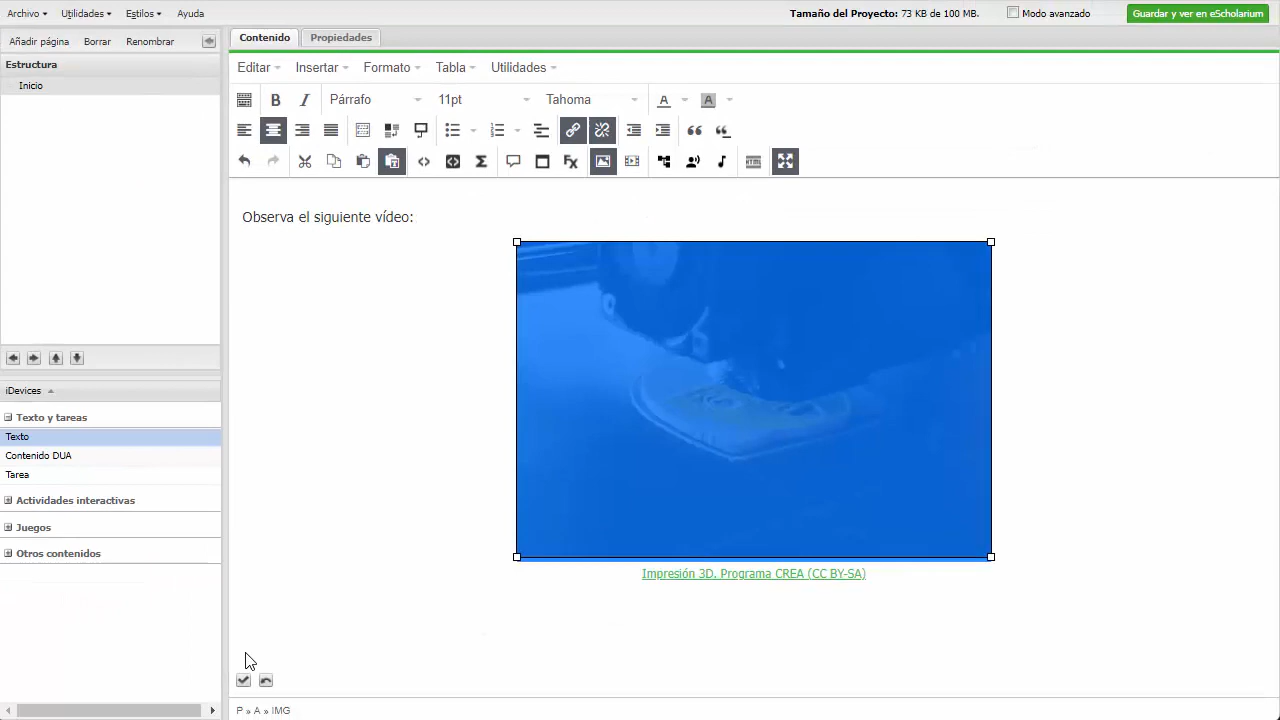 Archivo Utilidades Estilos Ayuda Tamaño del Proyecto: 73 KB de 100 MB. Modo avanzado Guardar y ver en eScholarium
Añadir página Borrar Renombrar
Contenido Propiedades
Estructura
Inicio
Editar Insertar Formato Tabla Utilidades
B I Párrafo 11pt Tahoma A A
Fx HTML
Observa el siguiente vídeo:
Impresión 3D. Programa CREA (CC BY-SA)
iDevices
Texto y tareas
Texto
Contenido DUA
Tarea
Actividades interactivas
Juegos
Otros contenidos
P » A » IMG